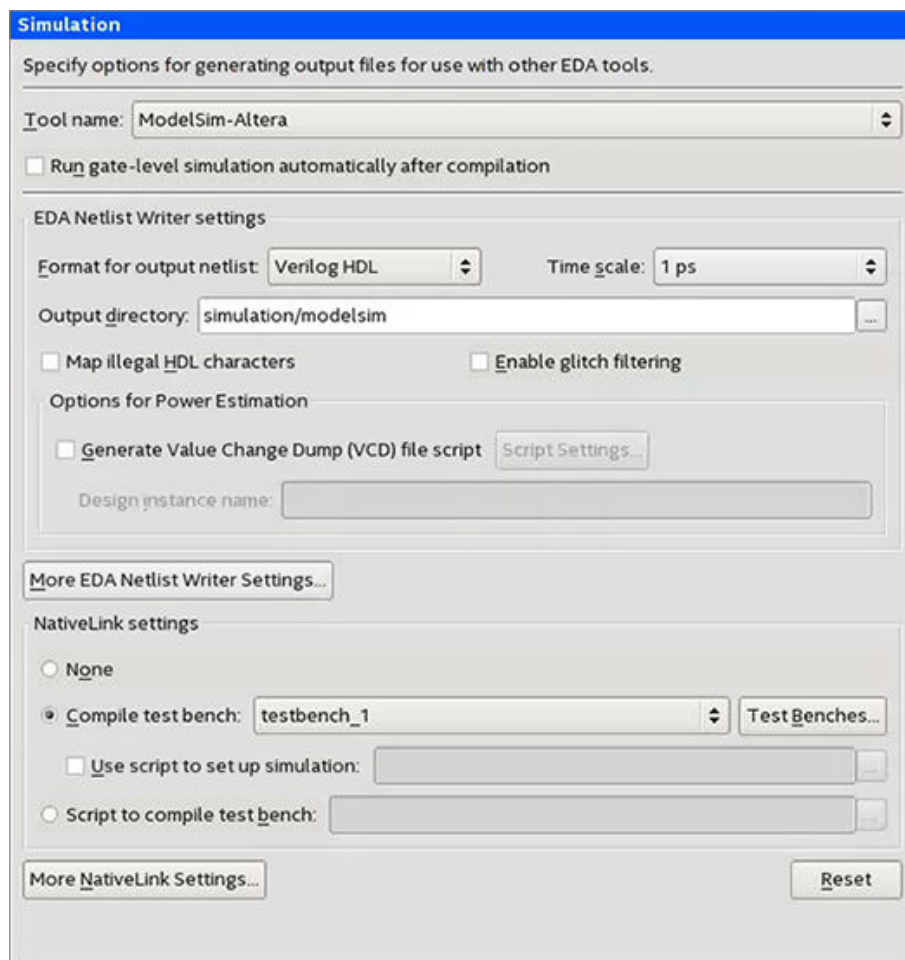 Simulation
Specify options for generating output files for use with other EDA tools.
Tool name: ModelSim-Altera
Run gate-level simulation automatically after compilation
EDA Netlist Writer settings
Format for output netlist: Verilog HDL Time scale: 1 ps
Output directory: simulation/modelsim ...
Map illegal HDL characters Enable glitch filtering
Options for Power Estimation
Generate Value Change Dump (VCD) file script Script Settings...
Design instance name:
More EDA Netlist Writer Settings...
NativeLink settings
None
Compile test bench: testbench_1 Test Benches...
Use script to set up simulation: ...
Script to compile test bench: ...
More NativeLink Settings... Reset